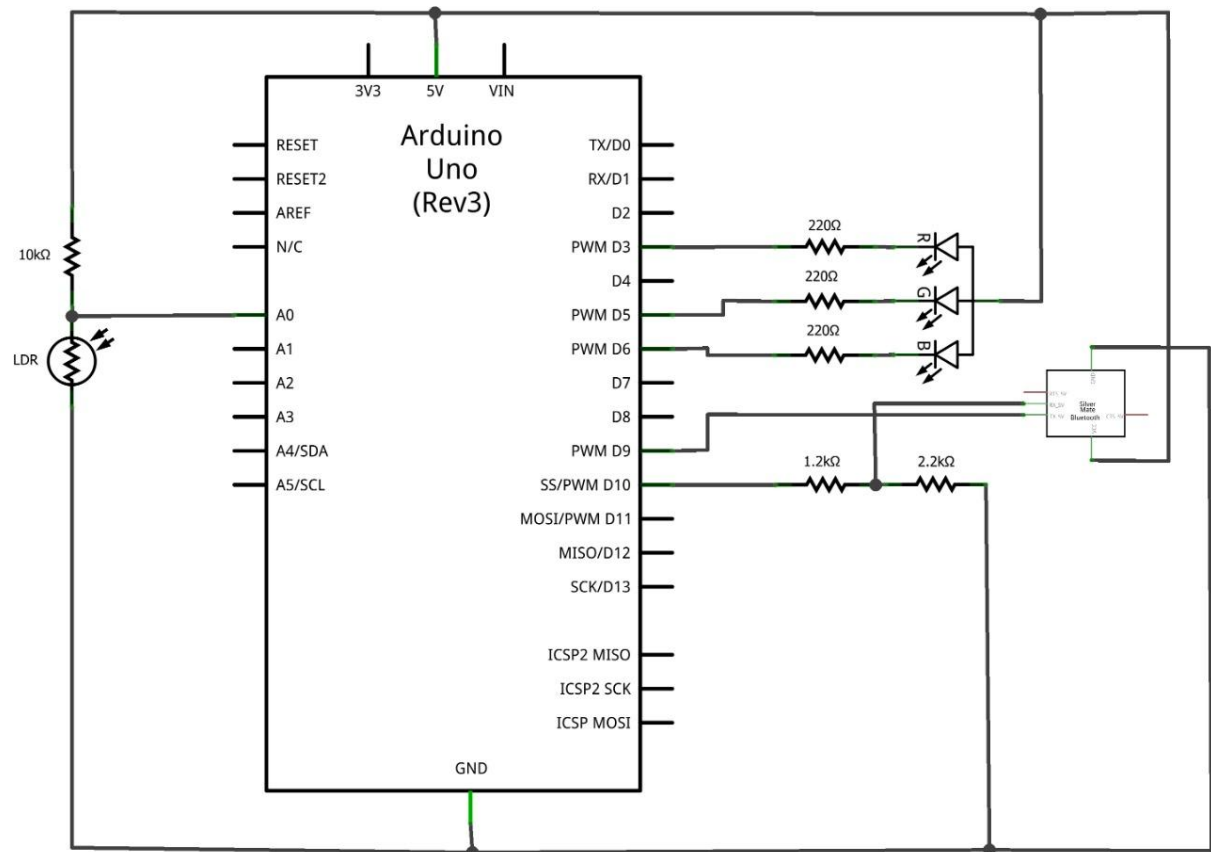 3V3
5V
VIN
Arduino
Uno
(Rev3)
RESET
RESET2
AREF
N/C
A0
A1
A2
A3
A4/SDA
A5/SCL
TX/D0
RX/D1
D2
PWM D3
D4
PWM D5
PWM D6
D7
D8
PWM D9
SS/PWM D10
MOSI/PWM D11
MISO/D12
SCK/D13
ICSP2 MISO
ICSP2 SCK
ICSP MOSI
GND
10kΩ
LDR
220Ω
R
220Ω
G
220Ω
B
1.2kΩ
2.2kΩ
GND
Silver
Mate
Bluetooth
VCC